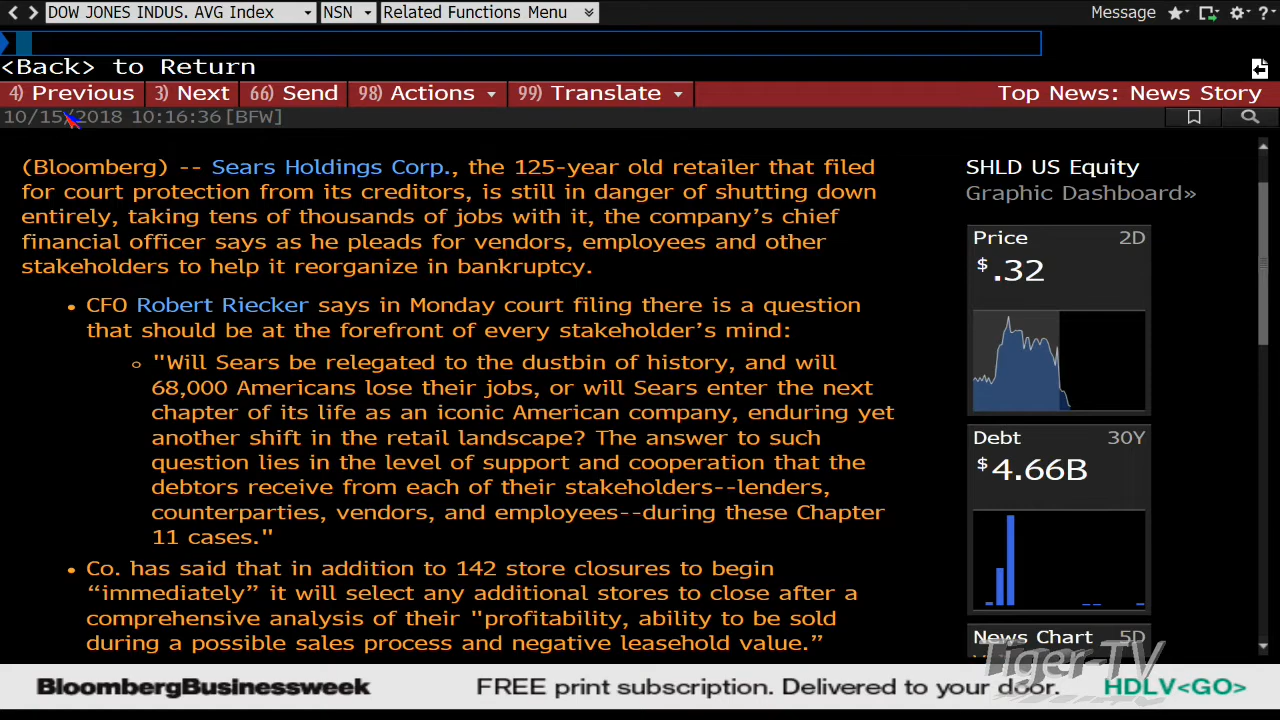 DOW JONES INDUS. AVG Index NSN Related Functions Menu Message ?
<Back> to Return
4) Previous 3) Next 66) Send 98) Actions 99) Translate Top News: News Story
10/15/2018 10:16:36 [BFW]
(Bloomberg) -- Sears Holdings Corp., the 125-year old retailer that filed
for court protection from its creditors, is still in danger of shutting down
entirely, taking tens of thousands of jobs with it, the company's chief
financial officer says as he pleads for vendors, employees and other
stakeholders to help it reorganize in bankruptcy.
• CFO Robert Riecker says in Monday court filing there is a question
that should be at the forefront of every stakeholder's mind:
○ "Will Sears be relegated to the dustbin of history, and will
68,000 Americans lose their jobs, or will Sears enter the next
chapter of its life as an iconic American company, enduring yet
another shift in the retail landscape? The answer to such
question lies in the level of support and cooperation that the
debtors receive from each of their stakeholders--lenders,
counterparties, vendors, and employees--during these Chapter
11 cases."
• Co. has said that in addition to 142 store closures to begin
“immediately” it will select any additional stores to close after a
comprehensive analysis of their "profitability, ability to be sold
during a possible sales process and negative leasehold value.”
SHLD US Equity
Graphic Dashboard»
Price 2D
$.32
Debt 30Y
$4.66B
News Chart 5D
Tiger-TV
BloombergBusinessweek FREE print subscription. Delivered to your door. HDLV<GO>